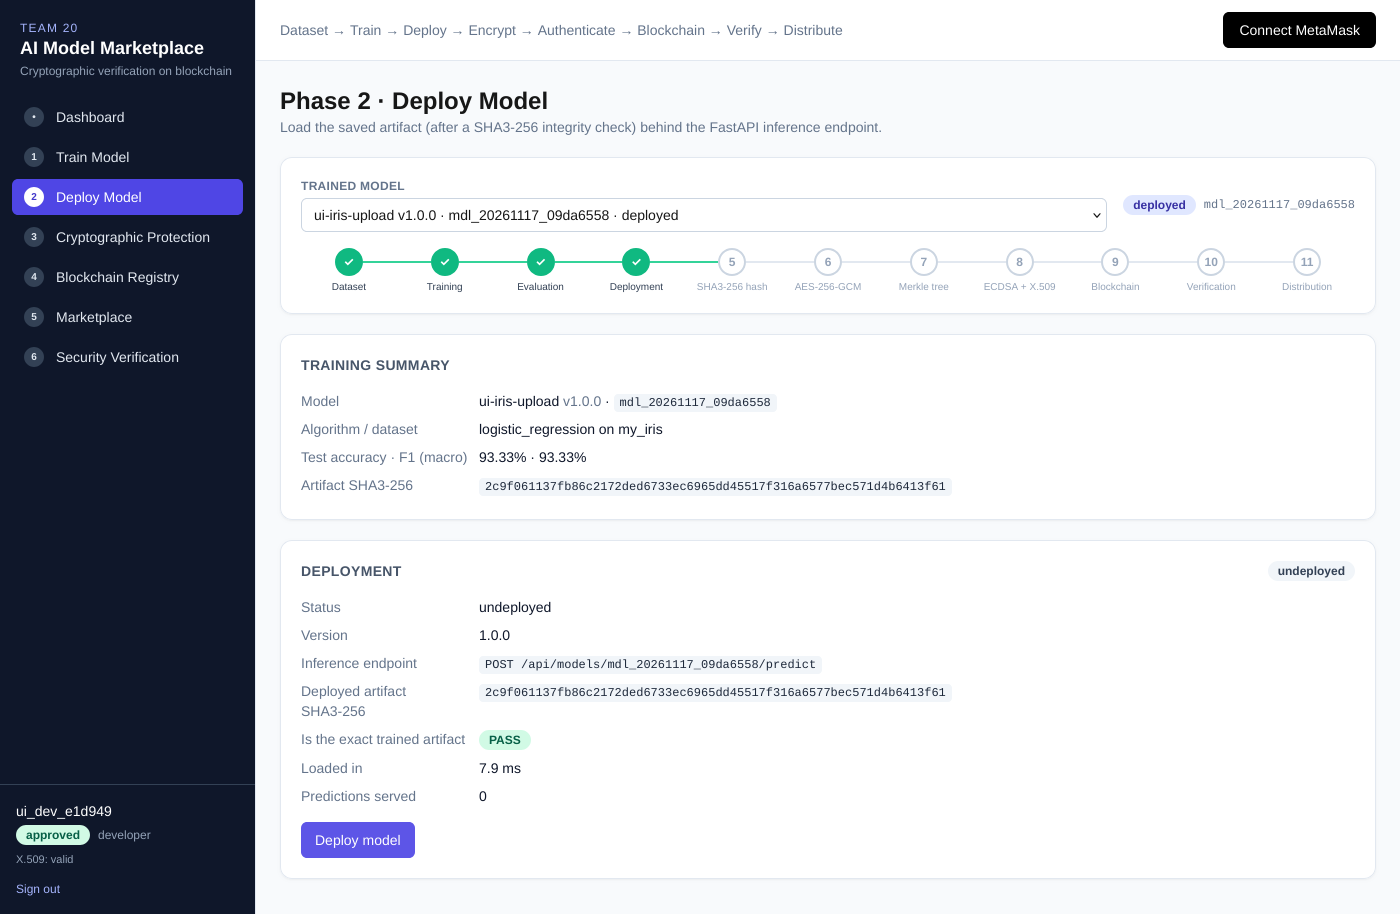 TEAM 20
AI Model Marketplace
Cryptographic verification on blockchain
Dashboard
1 Train Model
2 Deploy Model
3 Cryptographic Protection
4 Blockchain Registry
5 Marketplace
6 Security Verification
ui_dev_e1d949
approved developer
X.509: valid
Sign out
Dataset → Train → Deploy → Encrypt → Authenticate → Blockchain → Verify → Distribute
Connect MetaMask
Phase 2 · Deploy Model
Load the saved artifact (after a SHA3-256 integrity check) behind the FastAPI inference endpoint.
TRAINED MODEL
ui-iris-upload v1.0.0 · mdl_20261117_09da6558 · deployed
deployed mdl_20261117_09da6558
5 6 7 8 9 10 11
Dataset Training Evaluation Deployment SHA3-256 hash AES-256-GCM Merkle tree ECDSA + X.509 Blockchain Verification Distribution
TRAINING SUMMARY
Model ui-iris-upload v1.0.0 · mdl_20261117_09da6558
Algorithm / dataset logistic_regression on my_iris
Test accuracy · F1 (macro) 93.33% · 93.33%
Artifact SHA3-256 2c9f061137fb86c2172ded6733ec6965dd45517f316a6577bec571d4b6413f61
DEPLOYMENT undeployed
Status undeployed
Version 1.0.0
Inference endpoint POST /api/models/mdl_20261117_09da6558/predict
Deployed artifact 2c9f061137fb86c2172ded6733ec6965dd45517f316a6577bec571d4b6413f61
SHA3-256
Is the exact trained artifact PASS
Loaded in 7.9 ms
Predictions served 0
Deploy model